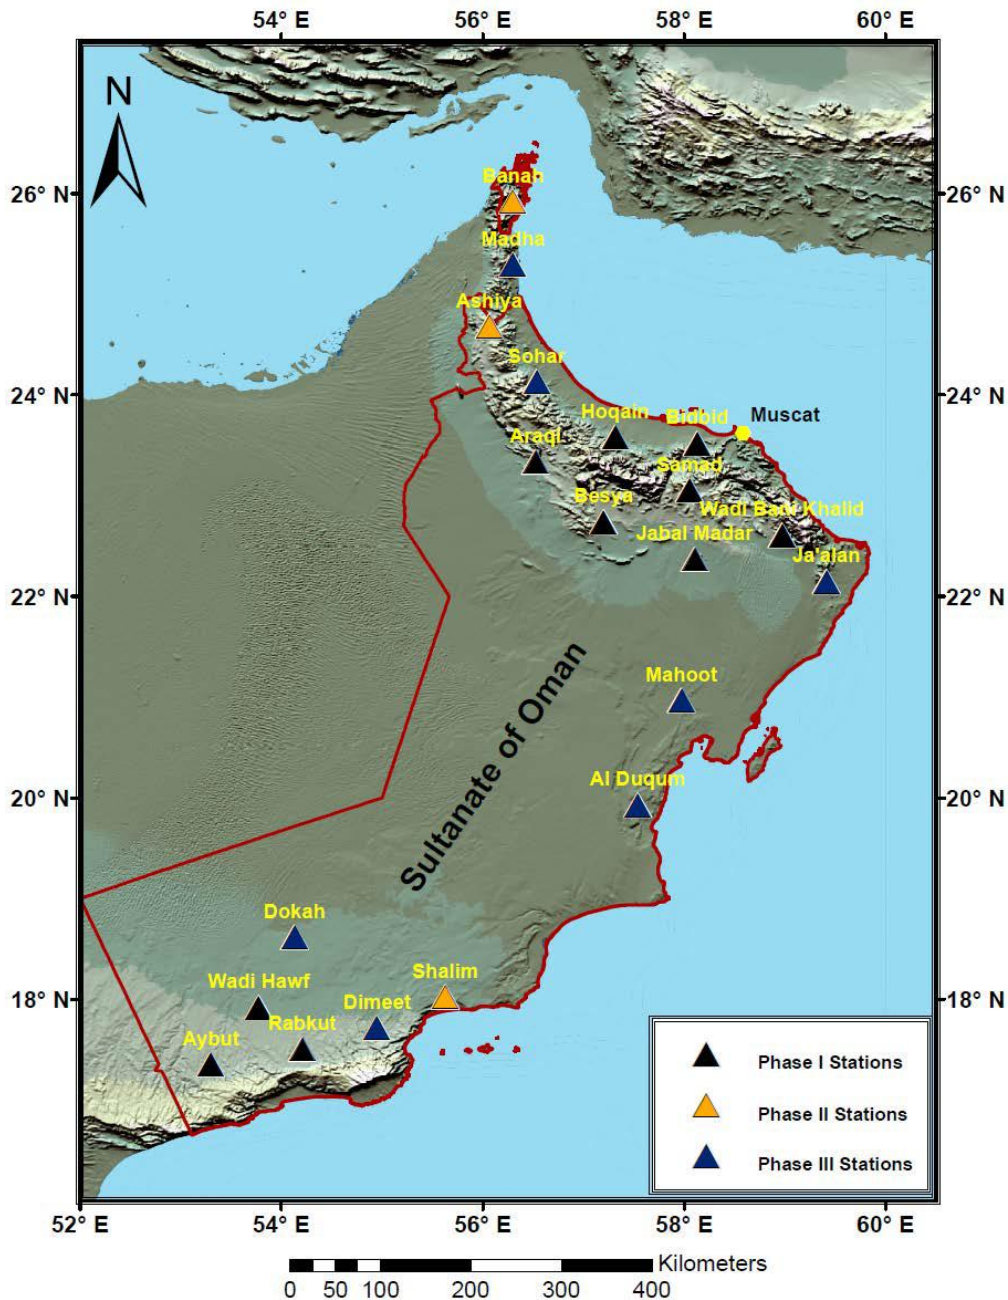 54° E 56° E 58° E 60° E
N
26° N 26° N
Banah
Madha
Ashiya
Sohar
24° N 24° N
Hoqain Bidbid Muscat
Araqi
Samad
Besya Wadi Bani Khalid
Jabal Madar
Ja'alan
22° N 22° N
Mahoot
Sultanate of Oman
Al Duqum
20° N 20° N
Dokah
Shalim
Wadi Hawf
18° N 18° N
Dimeet
Rabkut
Aybut
Phase I Stations
Phase II Stations
Phase III Stations
52° E 54° E 56° E 58° E 60° E
Kilometers
0 50 100 200 300 400